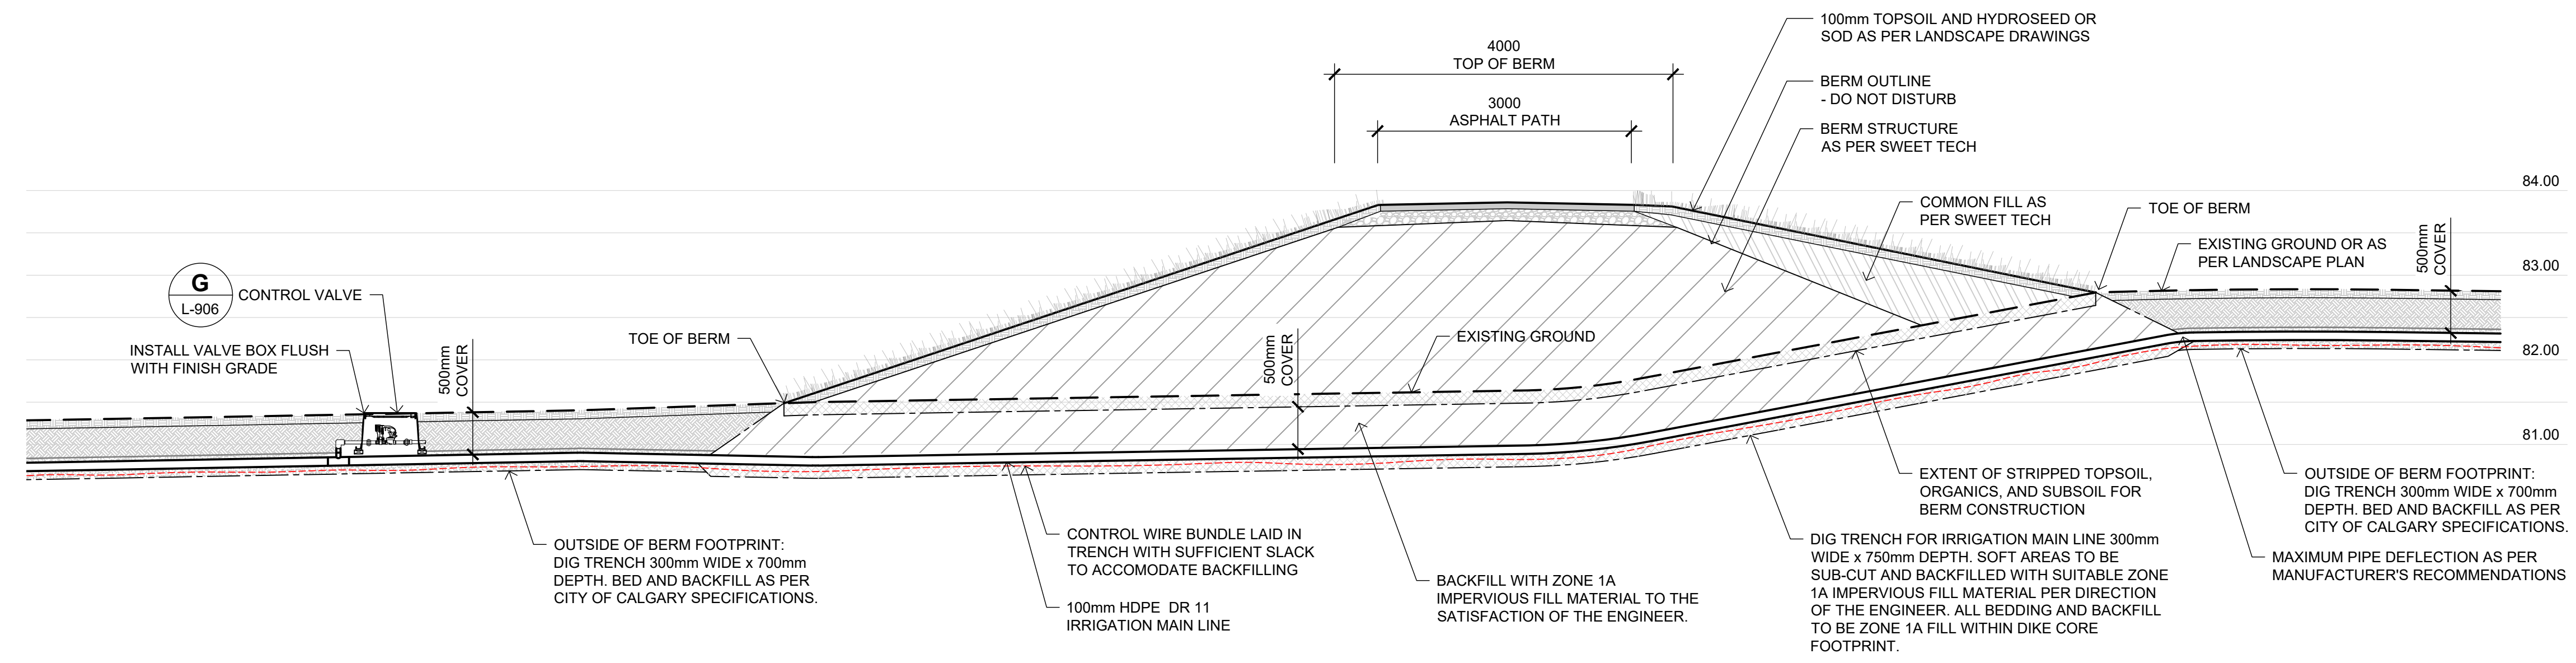 100mm TOPSOIL AND HYDROSEED OR
SOD AS PER LANDSCAPE DRAWINGS
4000
TOP OF BERM
BERM OUTLINE
- DO NOT DISTURB
3000
ASPHALT PATH
BERM STRUCTURE
AS PER SWEET TECH
84.00
COMMON FILL AS
PER SWEET TECH
TOE OF BERM
EXISTING GROUND OR AS
PER LANDSCAPE PLAN
500mm
COVER
83.00
G
L-906
CONTROL VALVE
INSTALL VALVE BOX FLUSH
WITH FINISH GRADE
500mm
COVER
TOE OF BERM
500mm
COVER
EXISTING GROUND
82.00
81.00
OUTSIDE OF BERM FOOTPRINT:
DIG TRENCH 300mm WIDE x 700mm
DEPTH. BED AND BACKFILL AS PER
CITY OF CALGARY SPECIFICATIONS.
CONTROL WIRE BUNDLE LAID IN
TRENCH WITH SUFFICIENT SLACK
TO ACCOMODATE BACKFILLING
100mm HDPE  DR 11
IRRIGATION MAIN LINE
BACKFILL WITH ZONE 1A
IMPERVIOUS FILL MATERIAL TO THE
SATISFACTION OF THE ENGINEER.
EXTENT OF STRIPPED TOPSOIL,
ORGANICS, AND SUBSOIL FOR
BERM CONSTRUCTION
DIG TRENCH FOR IRRIGATION MAIN LINE 300mm
WIDE x 750mm DEPTH. SOFT AREAS TO BE
SUB-CUT AND BACKFILLED WITH SUITABLE ZONE
1A IMPERVIOUS FILL MATERIAL PER DIRECTION
OF THE ENGINEER. ALL BEDDING AND BACKFILL
TO BE ZONE 1A FILL WITHIN DIKE CORE
FOOTPRINT.
OUTSIDE OF BERM FOOTPRINT:
DIG TRENCH 300mm WIDE x 700mm
DEPTH. BED AND BACKFILL AS PER
CITY OF CALGARY SPECIFICATIONS.
MAXIMUM PIPE DEFLECTION AS PER
MANUFACTURER'S RECOMMENDATIONS